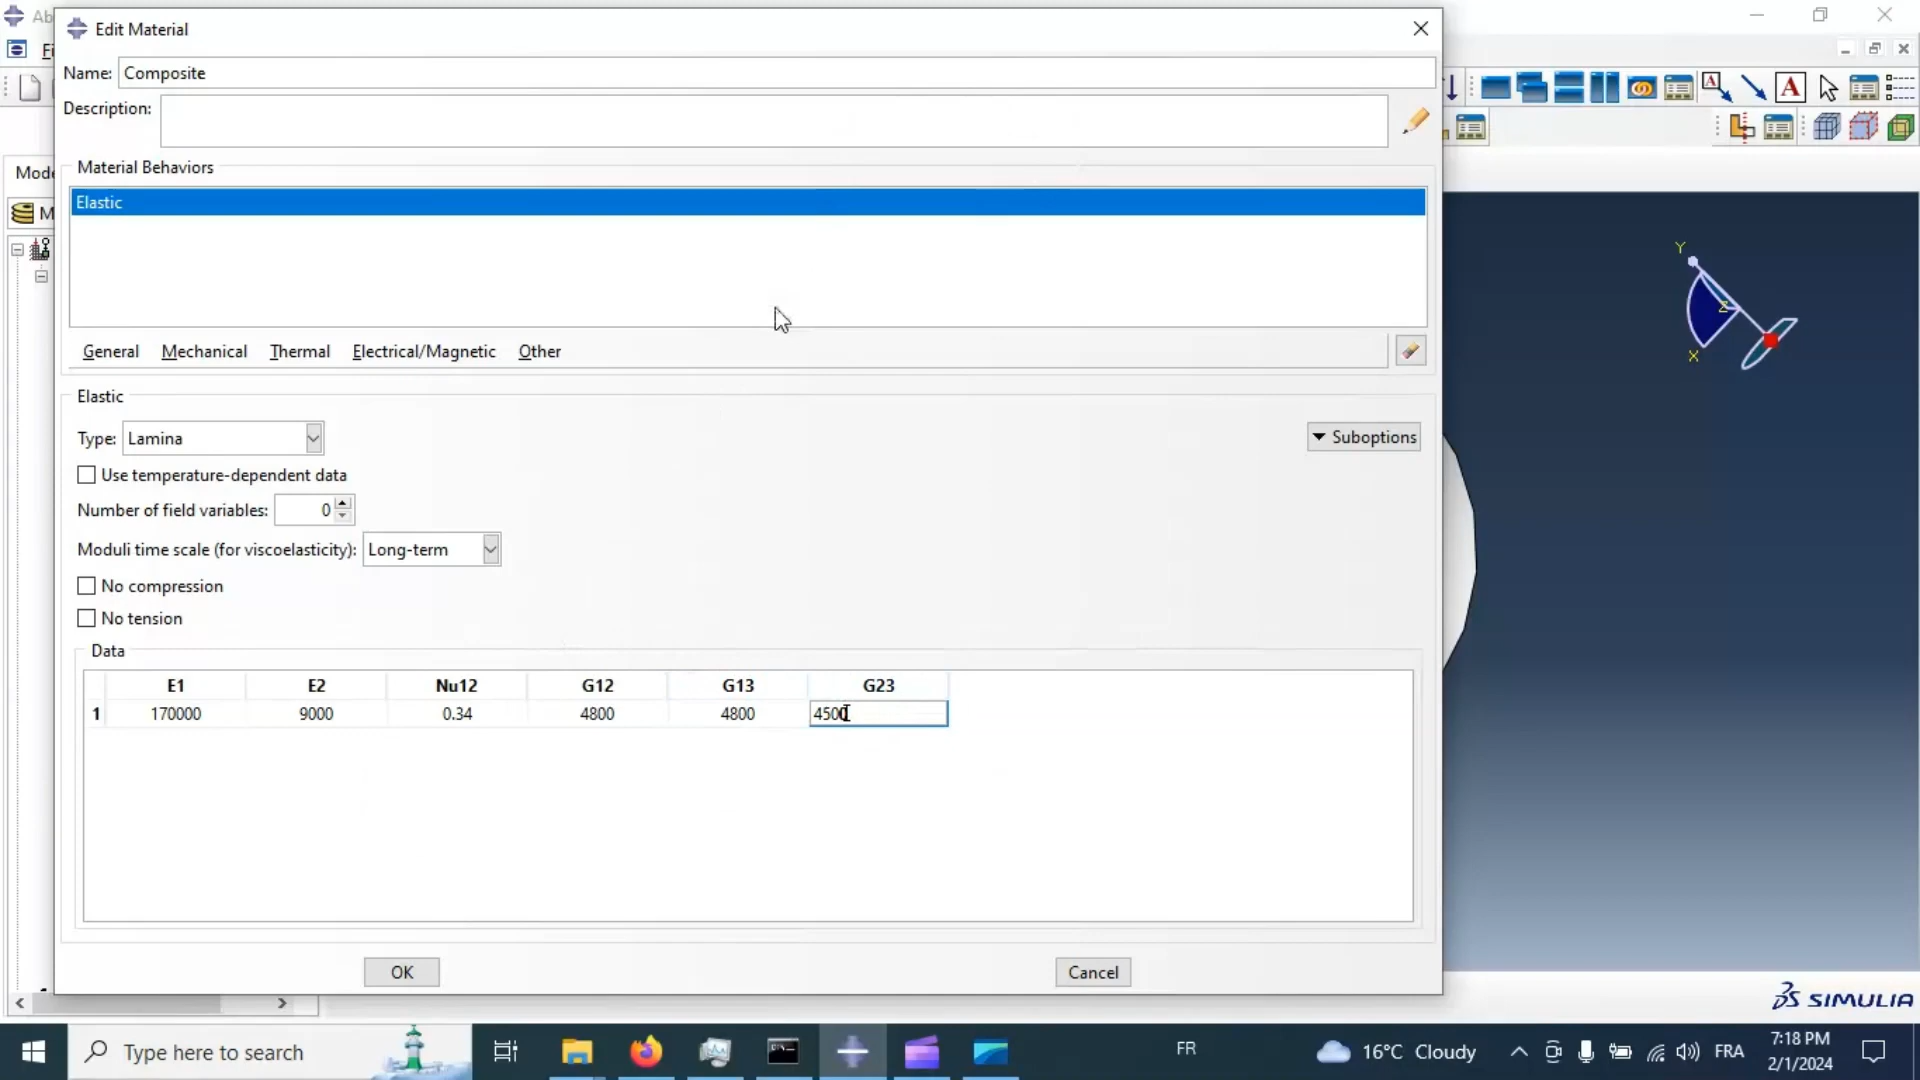 Ab
Edit Material
Fi
Name: Composite
Description:
A
A
Material Behaviors
Elastic
Mode
M
Y
Z
X
General Mechanical Thermal Electrical/Magnetic Other
Elastic
Type: Lamina
Suboptions
Use temperature-dependent data
Number of field variables: 0
Moduli time scale (for viscoelasticity): Long-term
No compression
No tension
Data
E1 E2 Nu12 G12 G13 G23
1 170000 9000 0.34 4800 4800 4500
OK Cancel
SIMULIA
Type here to search
FR
16°C Cloudy
FRA
7:18 PM
2/1/2024